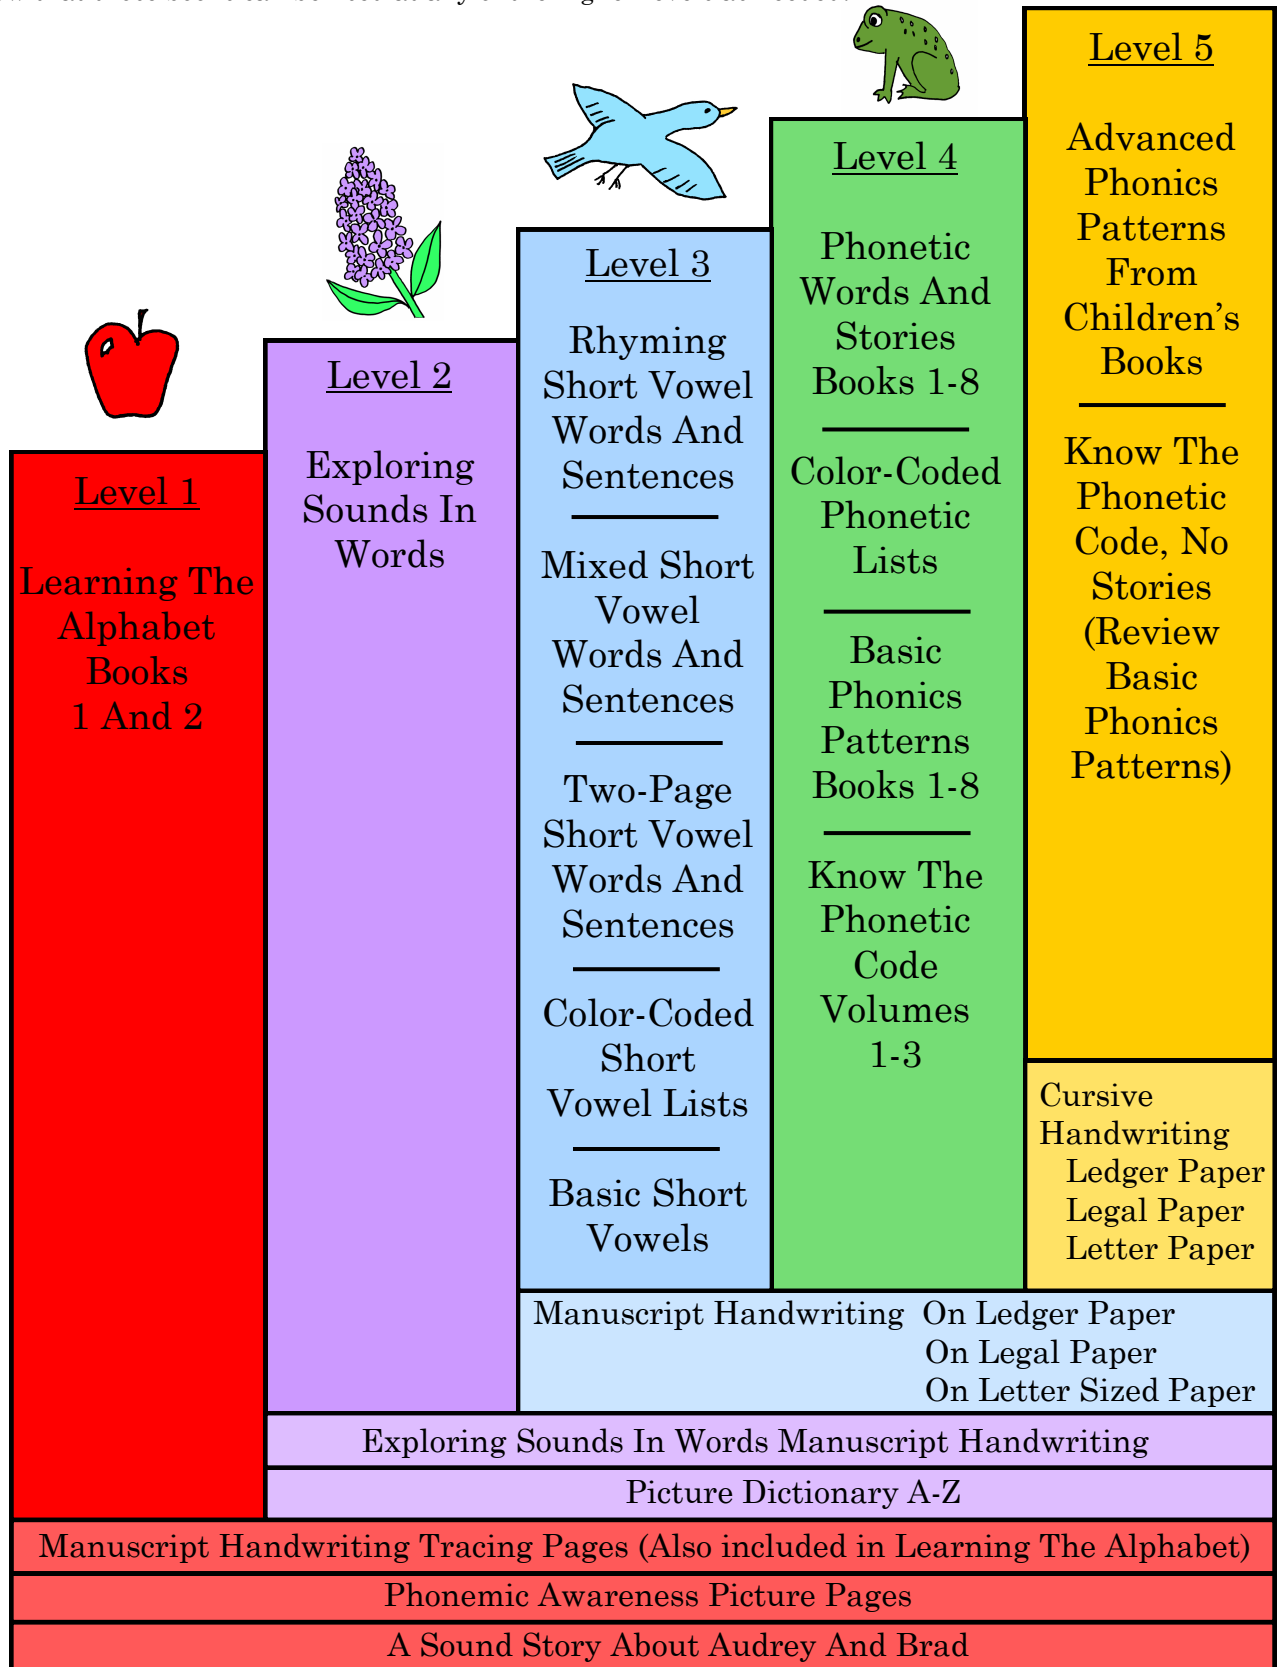 Level 1
Learning The
Alphabet
Books
1 And 2
Level 2
Exploring
Sounds In
Words
Level 3
Rhyming
Short Vowel
Words And
Sentences
Mixed Short
Vowel
Words And
Sentences
Two-Page
Short Vowel
Words And
Sentences
Color-Coded
Short
Vowel Lists
Basic Short
Vowels
Level 4
Phonetic
Words And
Stories
Books 1-8
Color-Coded
Phonetic
Lists
Basic
Phonics
Patterns
Books 1-8
Know The
Phonetic
Code
Volumes
1-3
Level 5
Advanced
Phonics
Patterns
From
Children's
Books
Know The
Phonetic
Code, No
Stories
(Review
Basic
Phonics
Patterns)
Cursive
Handwriting
Ledger Paper
Legal Paper
Letter Paper
Manuscript Handwriting On Ledger Paper
On Legal Paper
On Letter Sized Paper
Exploring Sounds In Words Manuscript Handwriting
Picture Dictionary A-Z
Manuscript Handwriting Tracing Pages (Also included in Learning The Alphabet)
Phonemic Awareness Picture Pages
A Sound Story About Audrey And Brad